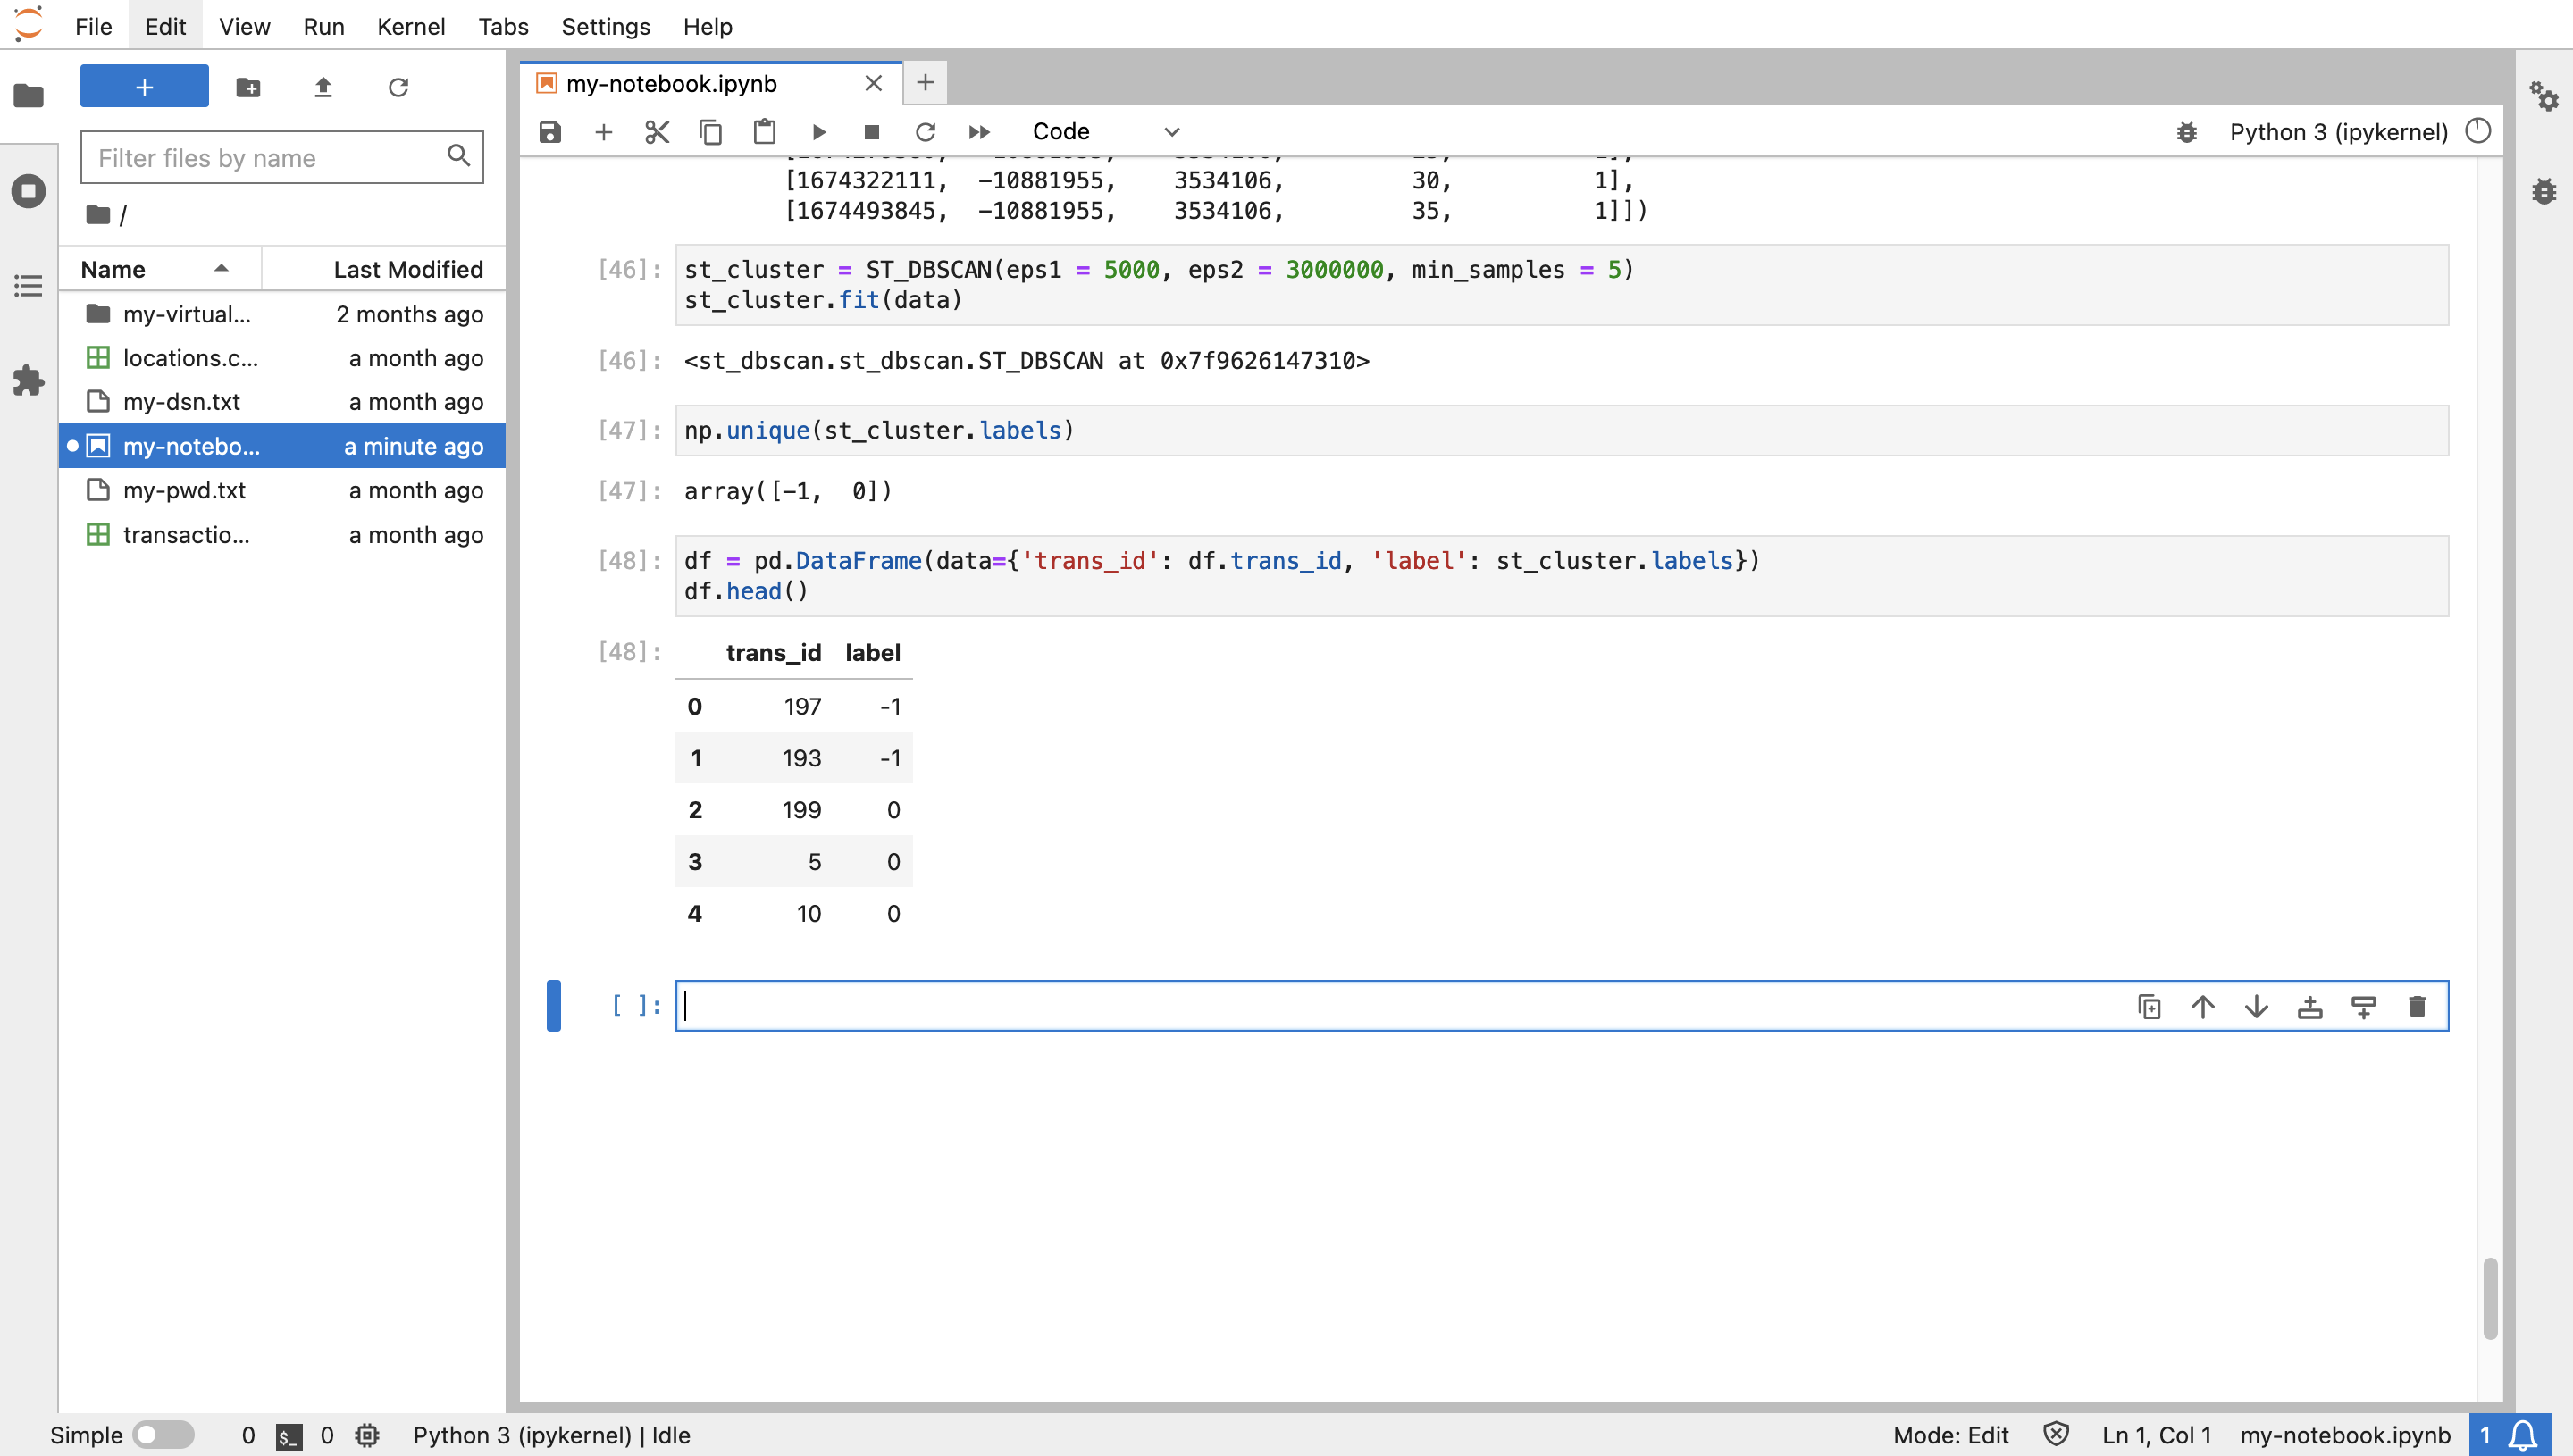 File Edit View Run Kernel Tabs Settings Help
my-notebook.ipynb
Code
Python 3 (ipykernel)
Filter files by name
/
Name Last Modified
my-virtual... 2 months ago
locations.c... a month ago
my-dsn.txt a month ago
my-notebo... a minute ago
my-pwd.txt a month ago
transactio... a month ago
[1674322111, -10881955, 3534106, 30, 1],
[1674493845, -10881955, 3534106, 35, 1]])
[46]: st_cluster = ST_DBSCAN(eps1 = 5000, eps2 = 3000000, min_samples = 5)
st_cluster.fit(data)
[46]: <st_dbscan.st_dbscan.ST_DBSCAN at 0x7f9626147310>
[47]: np.unique(st_cluster.labels)
[47]: array([-1, 0])
[48]: df = pd.DataFrame(data={'trans_id': df.trans_id, 'label': st_cluster.labels})
df.head()
[48]: trans_id label
0 197 -1
1 193 -1
2 199 0
3 5 0
4 10 0
[ ]:
Simple 0 $_ 0 Python 3 (ipykernel) | Idle Mode: Edit Ln 1, Col 1 my-notebook.ipynb 1